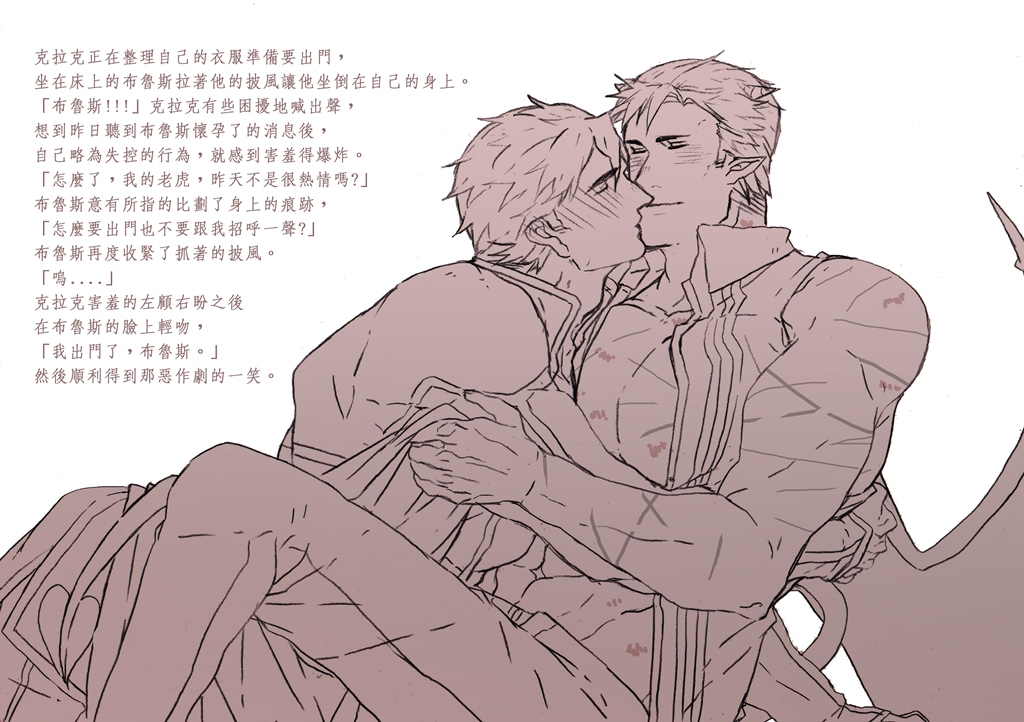 克拉克正在整理自己的衣服準備要出門，
坐在床上的布魯斯拉著他的披風讓他坐倒在自己的身上。
「布魯斯!!!」克拉克有些困擾地喊出聲，
想到昨日聽到布魯斯懷孕了的消息後，
自己略為失控的行為，就感到害羞得爆炸。
「怎麼了，我的老虎，昨天不是很熱情嗎?」
布魯斯意有所指的比劃了身上的痕跡，
「怎麼要出門也不要跟我招呼一聲?」
布魯斯再度收緊了抓著的披風。
「嗚....」
克拉克害羞的左顧右盼之後
在布魯斯的臉上輕吻，
「我出門了，布魯斯。」
然後順利得到那惡作劇的一笑。